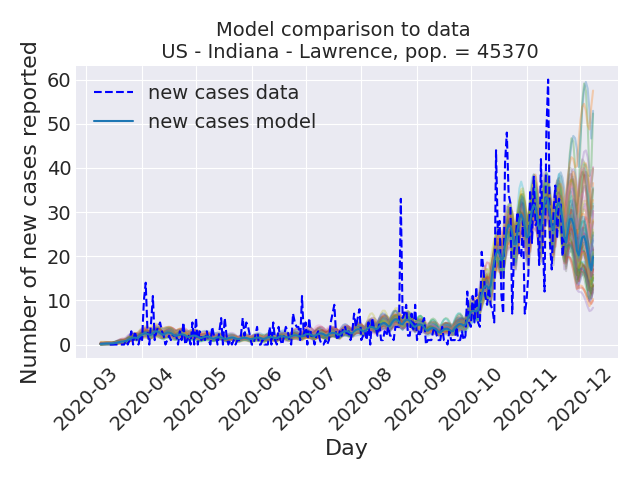 Model comparison to data
US - Indiana - Lawrence, pop. = 45370
Number of new cases reported
60
50
40
30
20
10
0
new cases data
new cases model
2020-03
2020-04
2020-05
2020-06
2020-07
2020-08
2020-09
2020-10
2020-11
2020-12
Day